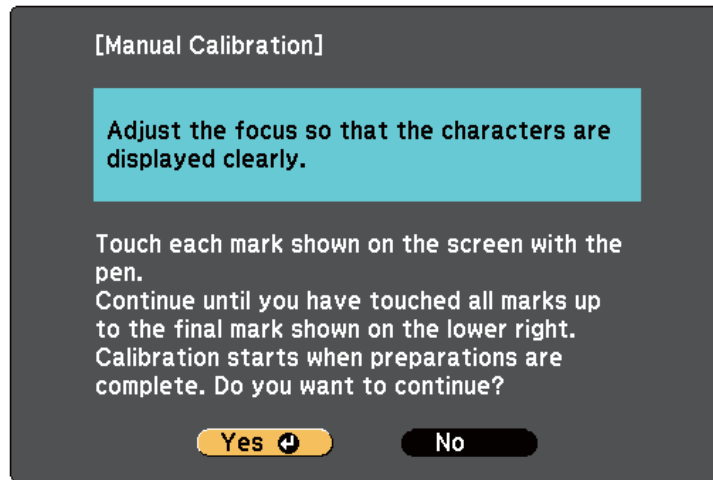 [Manual Calibration]
Adjust the focus so that the characters are
displayed clearly.
Touch each mark shown on the screen with the
pen.
Continue until you have touched all marks up
to the final mark shown on the lower right.
Calibration starts when preparations are
complete. Do you want to continue?
Yes No